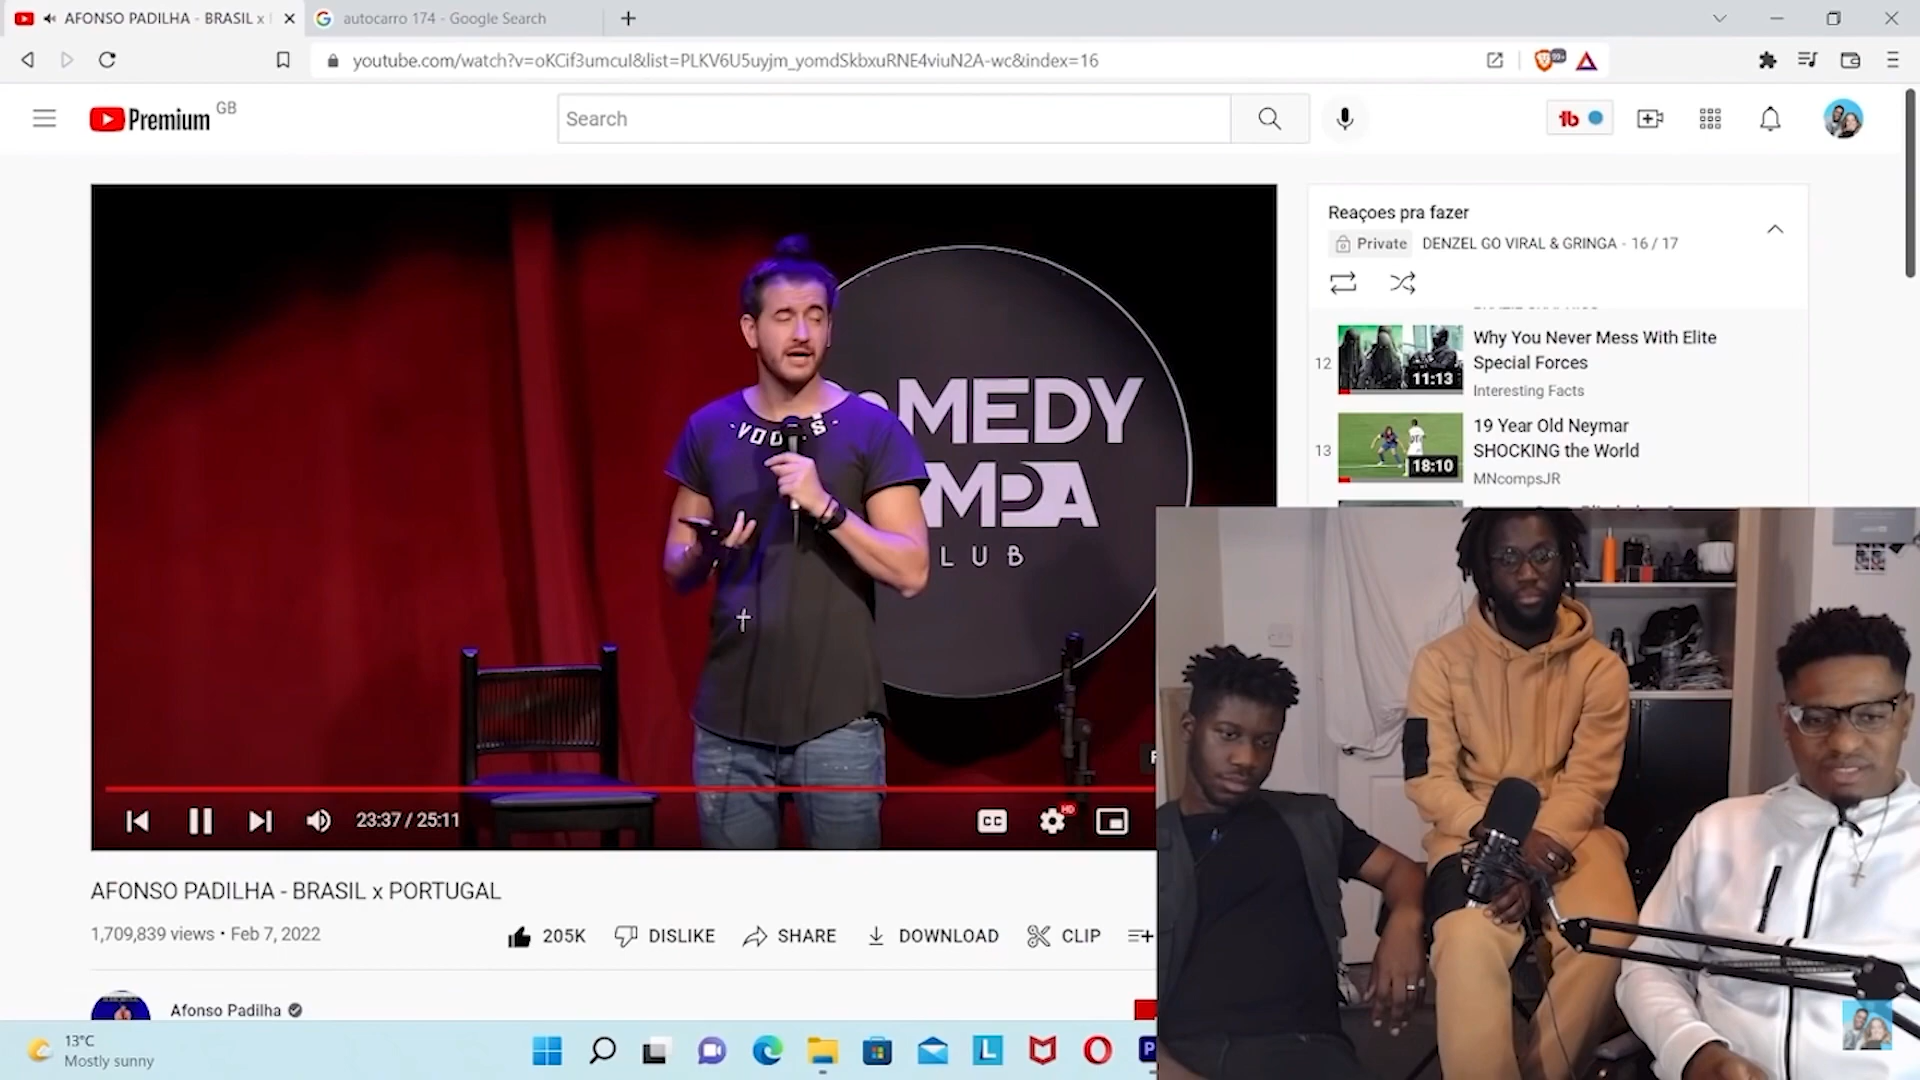 AFONSO PADILHA - BRASIL x
autocarro 174 - Google Search
youtube.com/watch?v=oKCif3umcuI&list=PLKV6U5uyjm_yomdSkbxuRNE4viuN2A-wc&index=16
Premium GB
Search
Reaçoes pra fazer
Private DENZEL GO VIRAL & GRINGA - 16 / 17
12
Why You Never Mess With Elite
Special Forces
11:13
Interesting Facts
13
19 Year Old Neymar
SHOCKING the World
18:10
MNcompsJR
COMEDY
MPA
LUB
23:37 / 25:11
CC
HD
AFONSO PADILHA - BRASIL x PORTUGAL
1,709,839 views • Feb 7, 2022
205K DISLIKE SHARE DOWNLOAD CLIP
Afonso Padilha
13°C
Mostly sunny